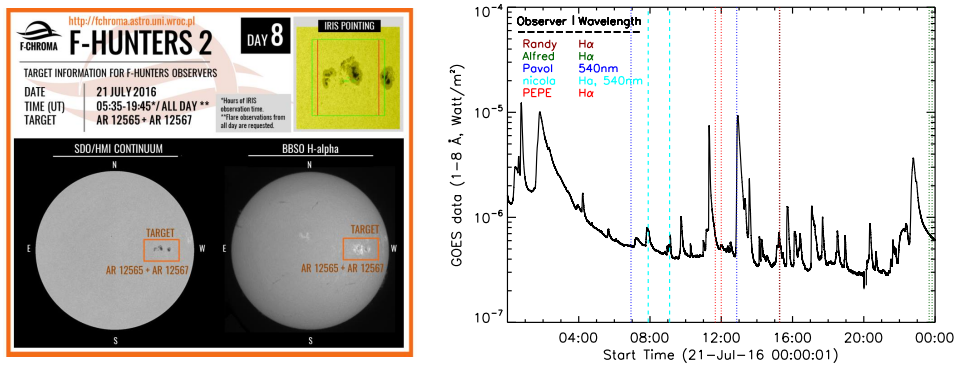 http://fchroma.astro.uni.wroc.pl
F-CHROMA
F-HUNTERS 2
DAY 8
IRIS POINTING
TARGET INFORMATION FOR F-HUNTERS OBSERVERS
DATE 21 JULY 2016
TIME (UT) 05:35-19:45*/ ALL DAY **
TARGET AR 12565 + AR 12567
*Hours of IRIS
observation time.
**Flare observations from
all day are requested.
SDO/HMI CONTINUUM
BBSO H-alpha
N
N
TARGET
TARGET
E
W
E
W
AR 12565 + AR 12567
AR 12565 + AR 12567
S
S
GOES data (1-8 Å, Watt/m²)
10⁻⁴
10⁻⁵
10⁻⁶
10⁻⁷
Observer | Wavelength
Randy Hα
Alfred Hα
Pavol 540nm
nicola Hα, 540nm
PEPE Hα
04:00 08:00 12:00 16:00 20:00 00:00
Start Time (21-Jul-16 00:00:01)